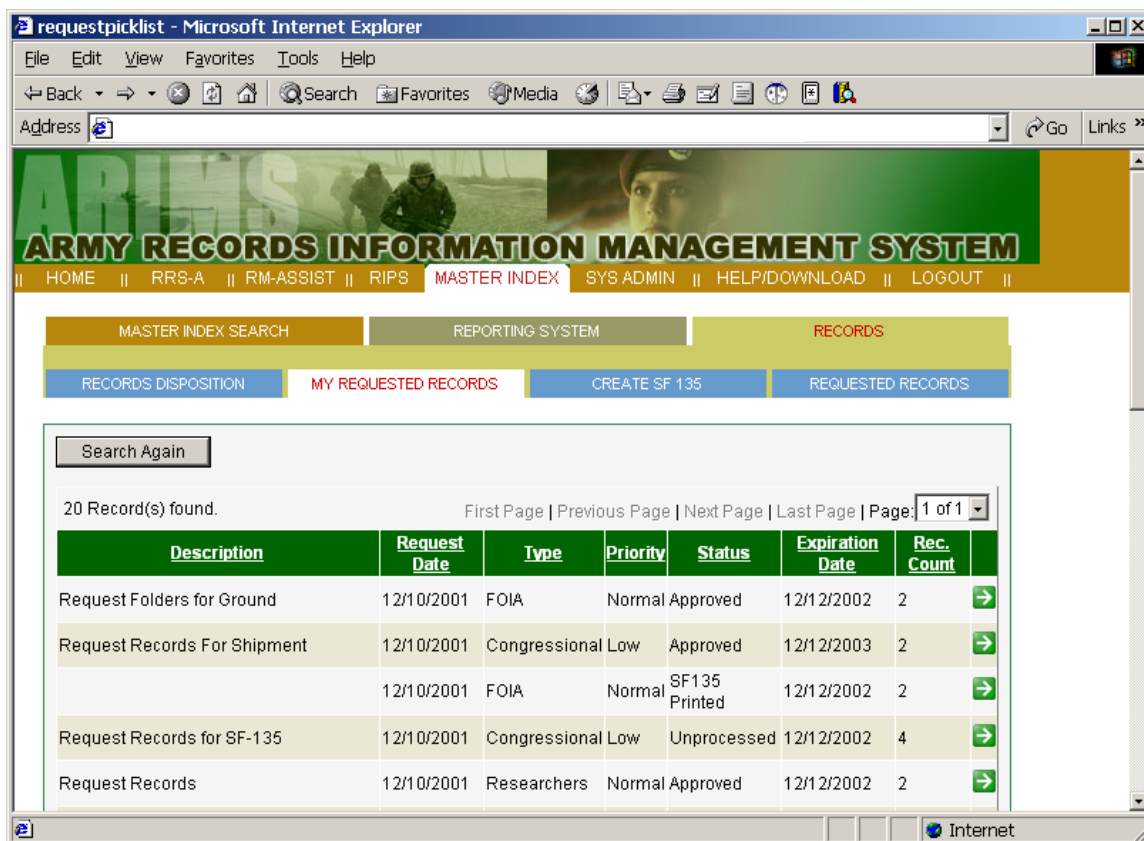 requestpicklist - Microsoft Internet Explorer
File Edit View Favorites Tools Help
Back Search Favorites Media
Address Go Links »
ARIMS
ARMY RECORDS INFORMATION MANAGEMENT SYSTEM
|| HOME || RRS-A || RM-ASSIST || RIPS MASTER INDEX SYS ADMIN || HELP/DOWNLOAD || LOGOUT ||
MASTER INDEX SEARCH REPORTING SYSTEM RECORDS
RECORDS DISPOSITION MY REQUESTED RECORDS CREATE SF 135 REQUESTED RECORDS
Search Again
20 Record(s) found. First Page | Previous Page | Next Page | Last Page | Page: 1 of 1
Description Request Date Type Priority Status Expiration Date Rec. Count
Request Folders for Ground 12/10/2001 FOIA Normal Approved 12/12/2002 2
Request Records For Shipment 12/10/2001 Congressional Low Approved 12/12/2003 2
12/10/2001 FOIA Normal SF135 Printed 12/12/2002 2
Request Records for SF-135 12/10/2001 Congressional Low Unprocessed 12/12/2002 4
Request Records 12/10/2001 Researchers Normal Approved 12/12/2002 2
Internet